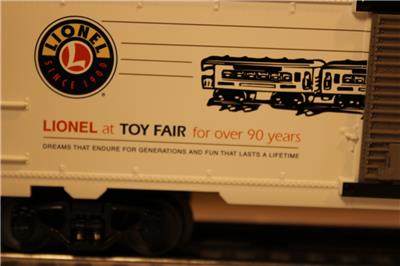 LIONEL
L
SINCE 1900
LIONEL at TOY FAIR for over 90 years
DREAMS THAT ENDURE FOR GENERATIONS AND FUN THAT LASTS A LIFETIME